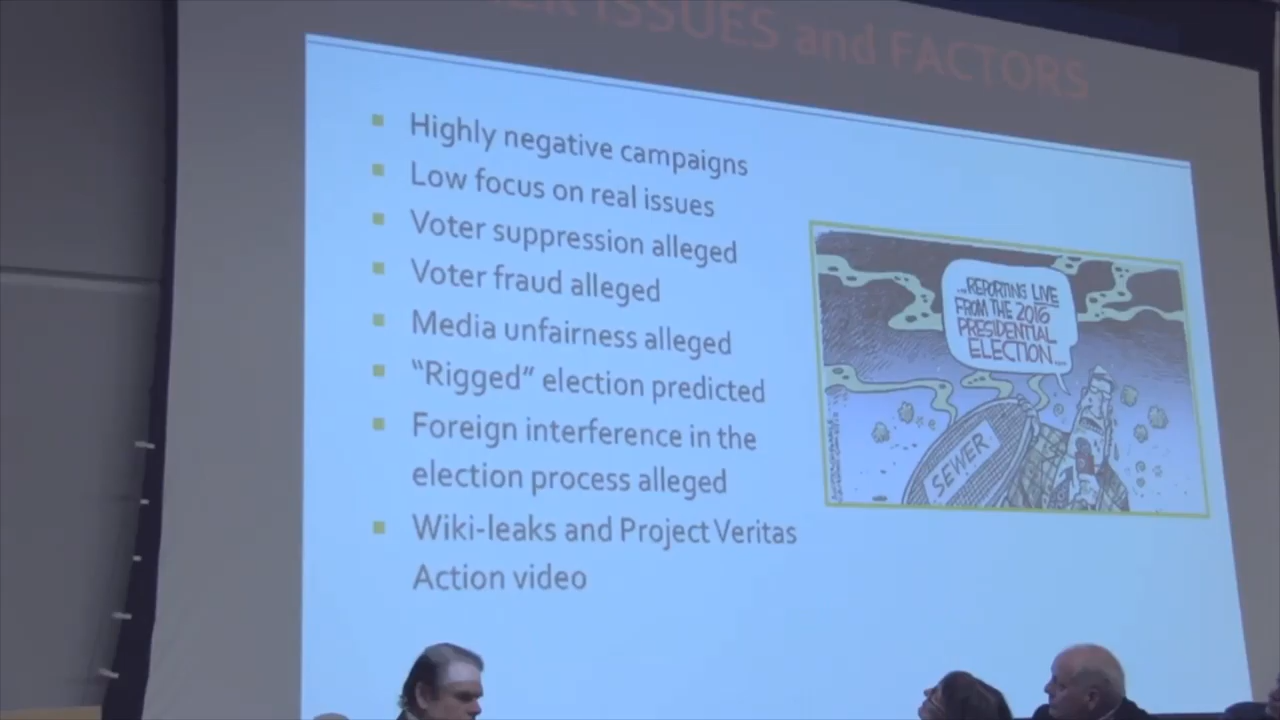 ISSUES and FACTORS
Highly negative campaigns
Low focus on real issues
Voter suppression alleged
Voter fraud alleged
Media unfairness alleged
“Rigged” election predicted
Foreign interference in the
election process alleged
Wiki-leaks and Project Veritas
Action video
...REPORTING LIVE
FROM THE 2016
PRESIDENTIAL
ELECTION...
SEWER